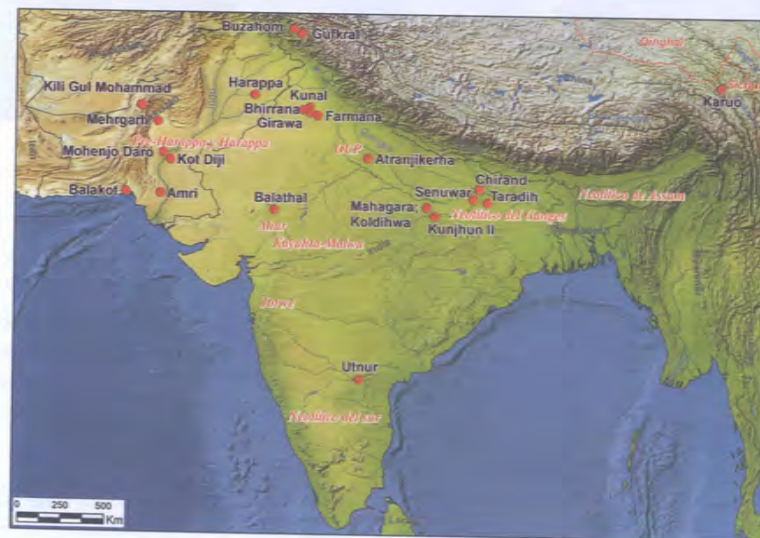 Buzahom
Gufkral
Qinghai
Karuo
Kili Gul Mohammad
Harappa
Kunal
Mehrgarh
Bhirrana
Girawa
Farmana
Pre-Harappa - Harappa
Mohenjo Daro
Kot Diji
OCP
Atranjikerha
Chirand
Balakot
Amri
Balathal
Senuwar
Taradih
Neolítico de Assam
Mahagara;
Koldihwa
Neolítico del Ganges
Ahar
Kunjhun II
Kayatha-Malwa
Jorwe
Utnur
Neolítico del sur
0 250 500
Km